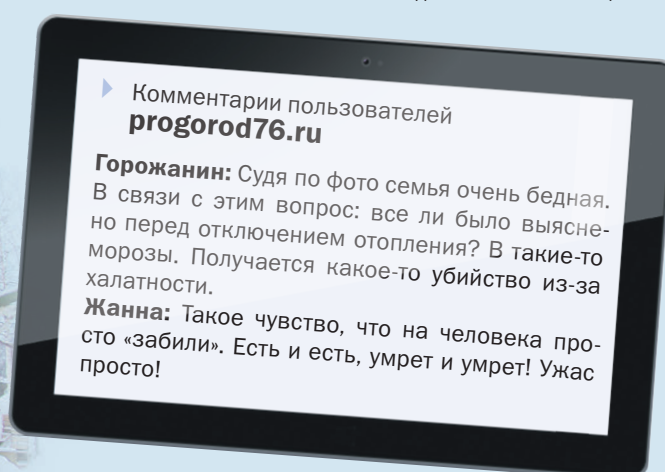 Комментарии пользователей
progorod76.ru
Горожанин: Судя по фото семья очень бедная.
В связи с этим вопрос: все ли было выясне-
но перед отключением отопления? В такие-то
морозы. Получается какое-то убийство из-за
халатности.
Жанна: Такое чувство, что на человека про-
сто «забили». Есть и есть, умрет и умрет! Ужас
просто!